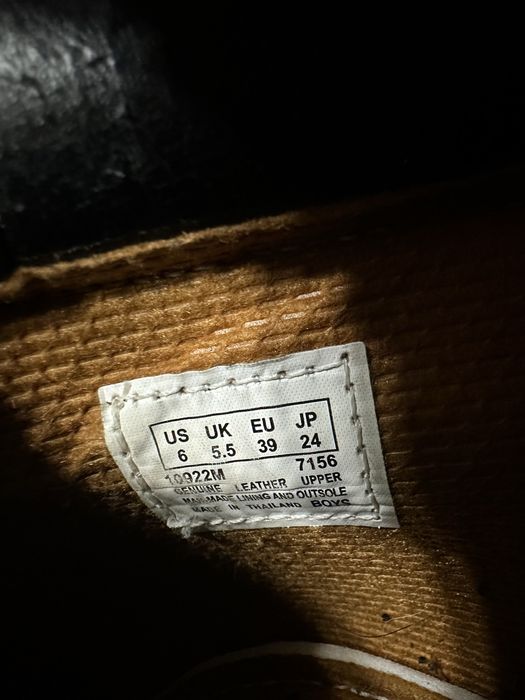 US UK EU JP
6 5.5 39 24
10922M 7156
GENUINE LEATHER UPPER
MAN-MADE LINING AND OUTSOLE
MADE IN THAILAND BOYS